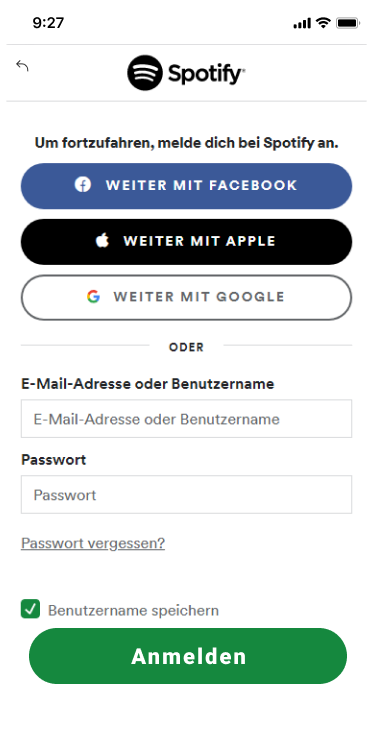 9:27
Spotify
Um fortzufahren, melde dich bei Spotify an.
WEITER MIT FACEBOOK
WEITER MIT APPLE
WEITER MIT GOOGLE
ODER
E-Mail-Adresse oder Benutzername
E-Mail-Adresse oder Benutzername
Passwort
Passwort
Passwort vergessen?
Benutzername speichern
Anmelden